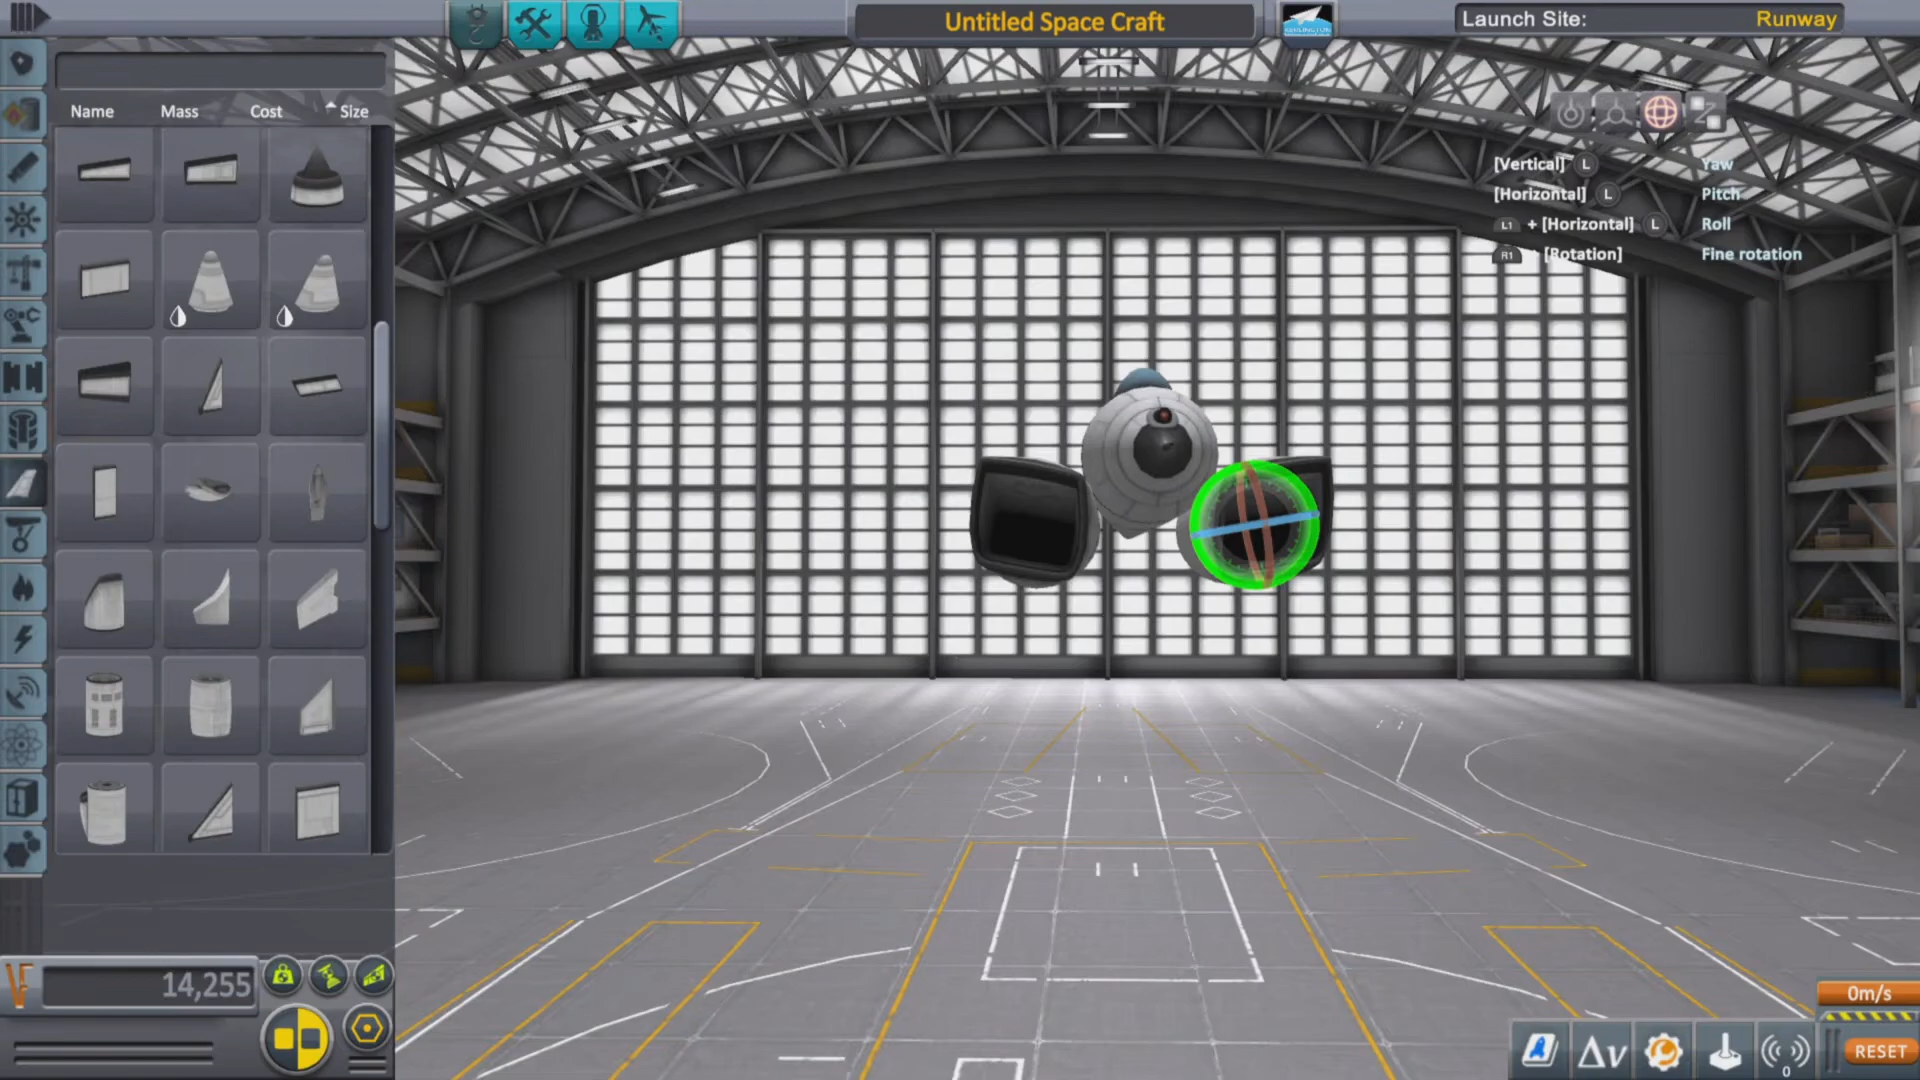 Untitled Space Craft
Launch Site: Runway
Name Mass Cost Size
[Vertical] L Yaw
[Horizontal] L Pitch
L1 + [Horizontal] L Roll
R1 [Rotation] Fine rotation
14,255
0m/s
Δv
0
RESET